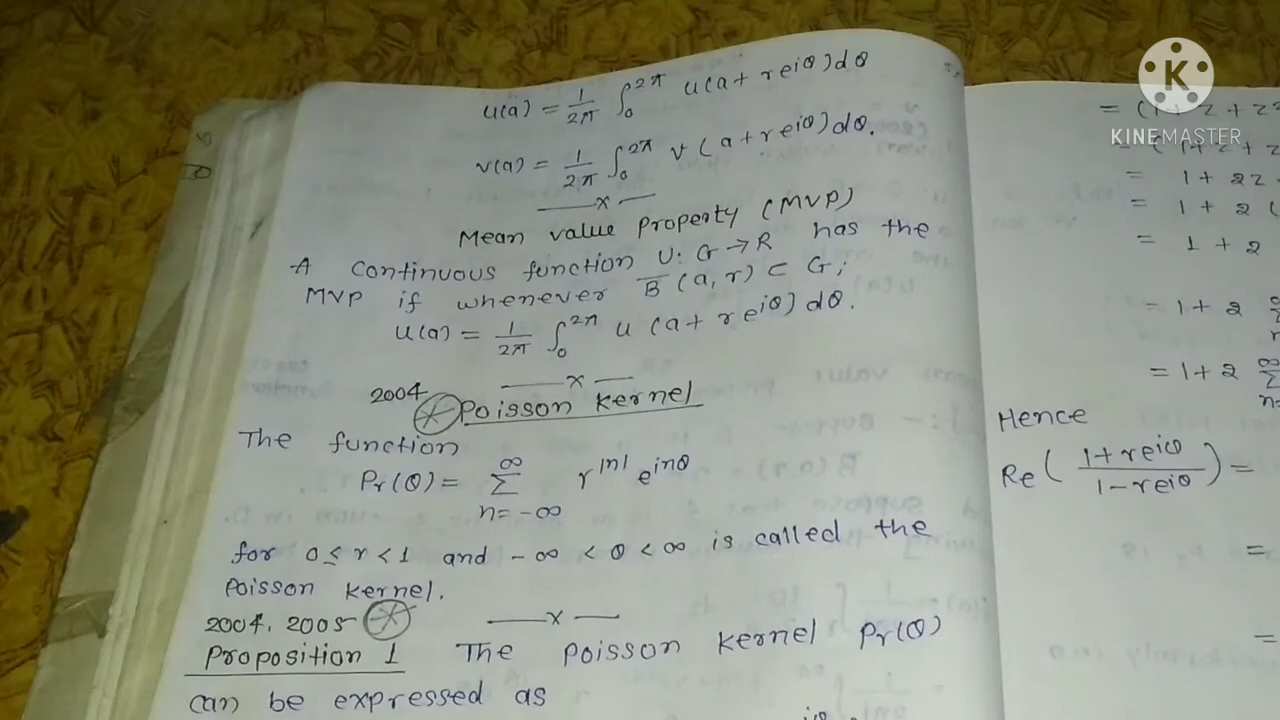 u(a) = 1/2π ∫₀^2π u(a + re^iθ) dθ
v(a) = 1/2π ∫₀^2π v(a + re^iθ) dθ.
—x—
Mean value property (MVP)
A continuous function U: G → R has the
MVP if whenever B̅(a, r) ⊂ G;
u(a) = 1/2π ∫₀^2π u(a + re^iθ) dθ.
—x—
2004
Poisson kernel
The function
Pr(θ) = Σ_{n=-∞}^{∞} r^|n| e^inθ
for 0 ≤ r < 1 and -∞ < θ < ∞ is called the
Poisson kernel.
—x—
2004, 2005
Proposition 1 The poisson kernel Pr(θ)
can be expressed as
= (1 + z + z
= (1 + z + z
= 1 + 2z
= 1 + 2 (
= 1 + 2
= 1 + 2
= 1 + 2 Σ^∞
Hence
Re( (1 + re^iθ) / (1 - re^iθ) ) =
=
=
K
KINEMASTER